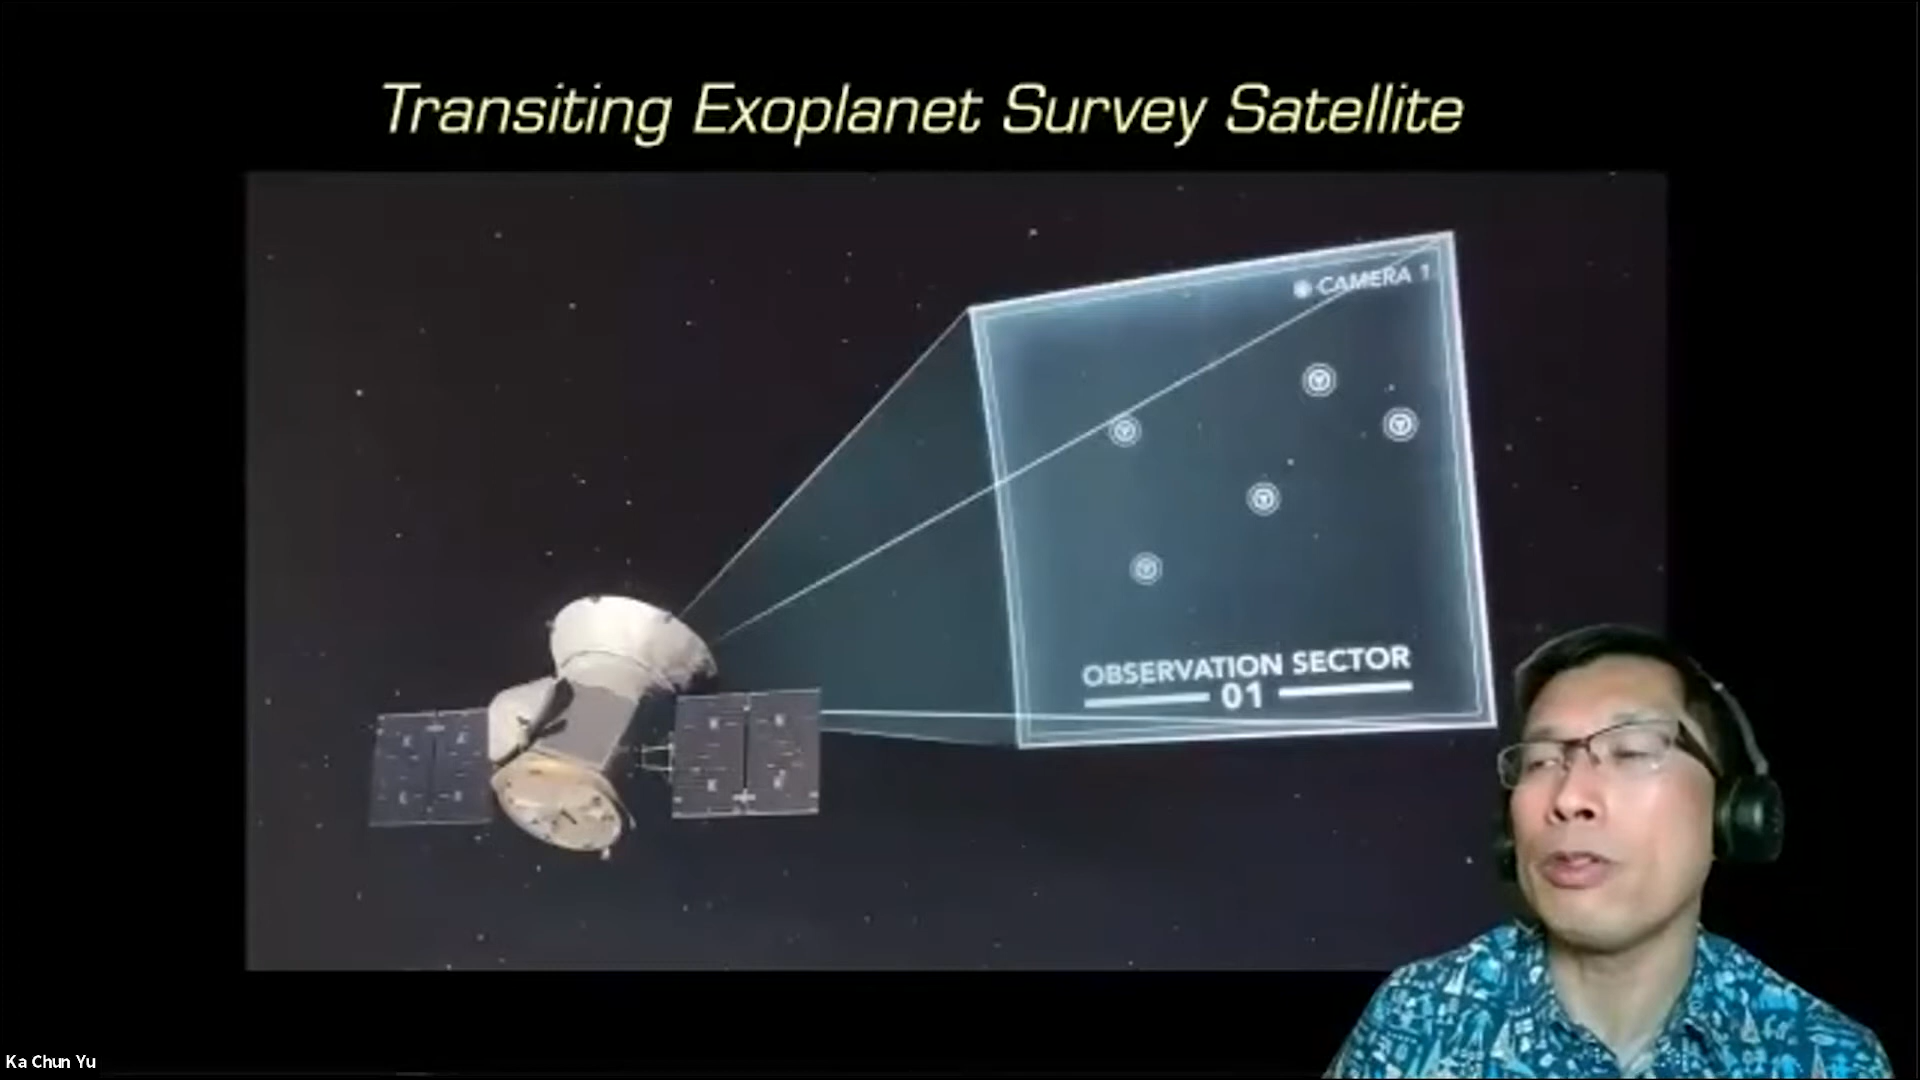 Transiting Exoplanet Survey Satellite
CAMERA 1
OBSERVATION SECTOR
01
Ka Chun Yu